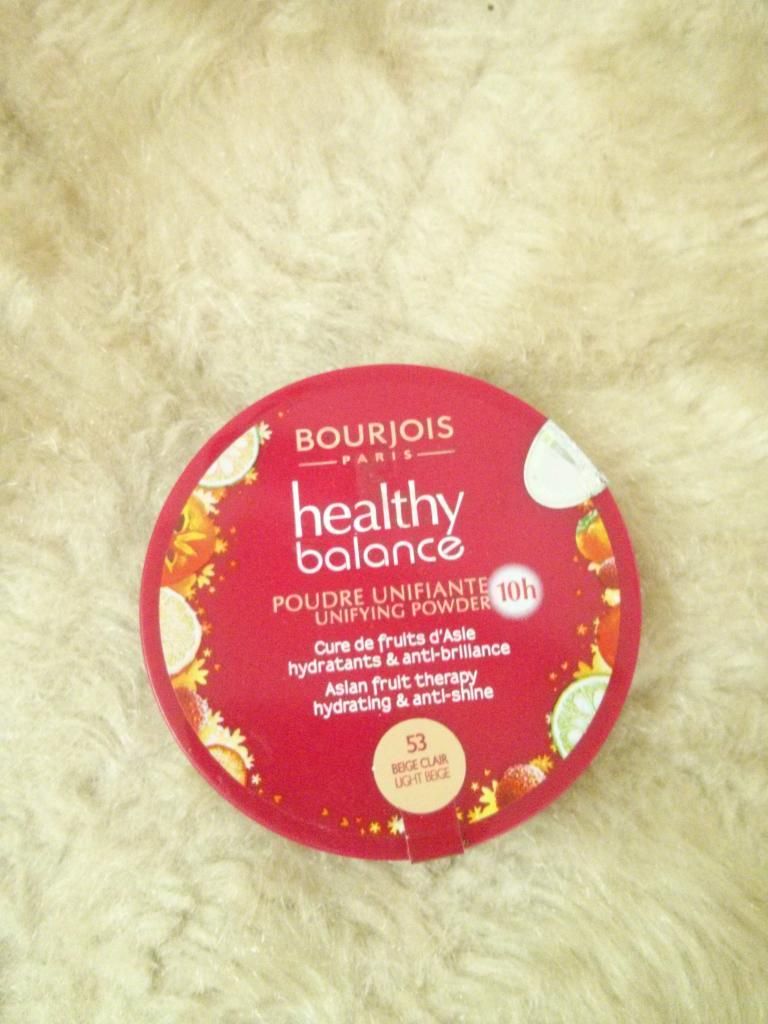 BOURJOIS
PARIS
healthy
balance
POUDRE UNIFIANTE
UNIFYING POWDER
10h
Cure de fruits d'Asie
hydratants & anti-brillance
Asian fruit therapy
hydrating & anti-shine
53
BEIGE CLAIR
LIGHT BEIGE